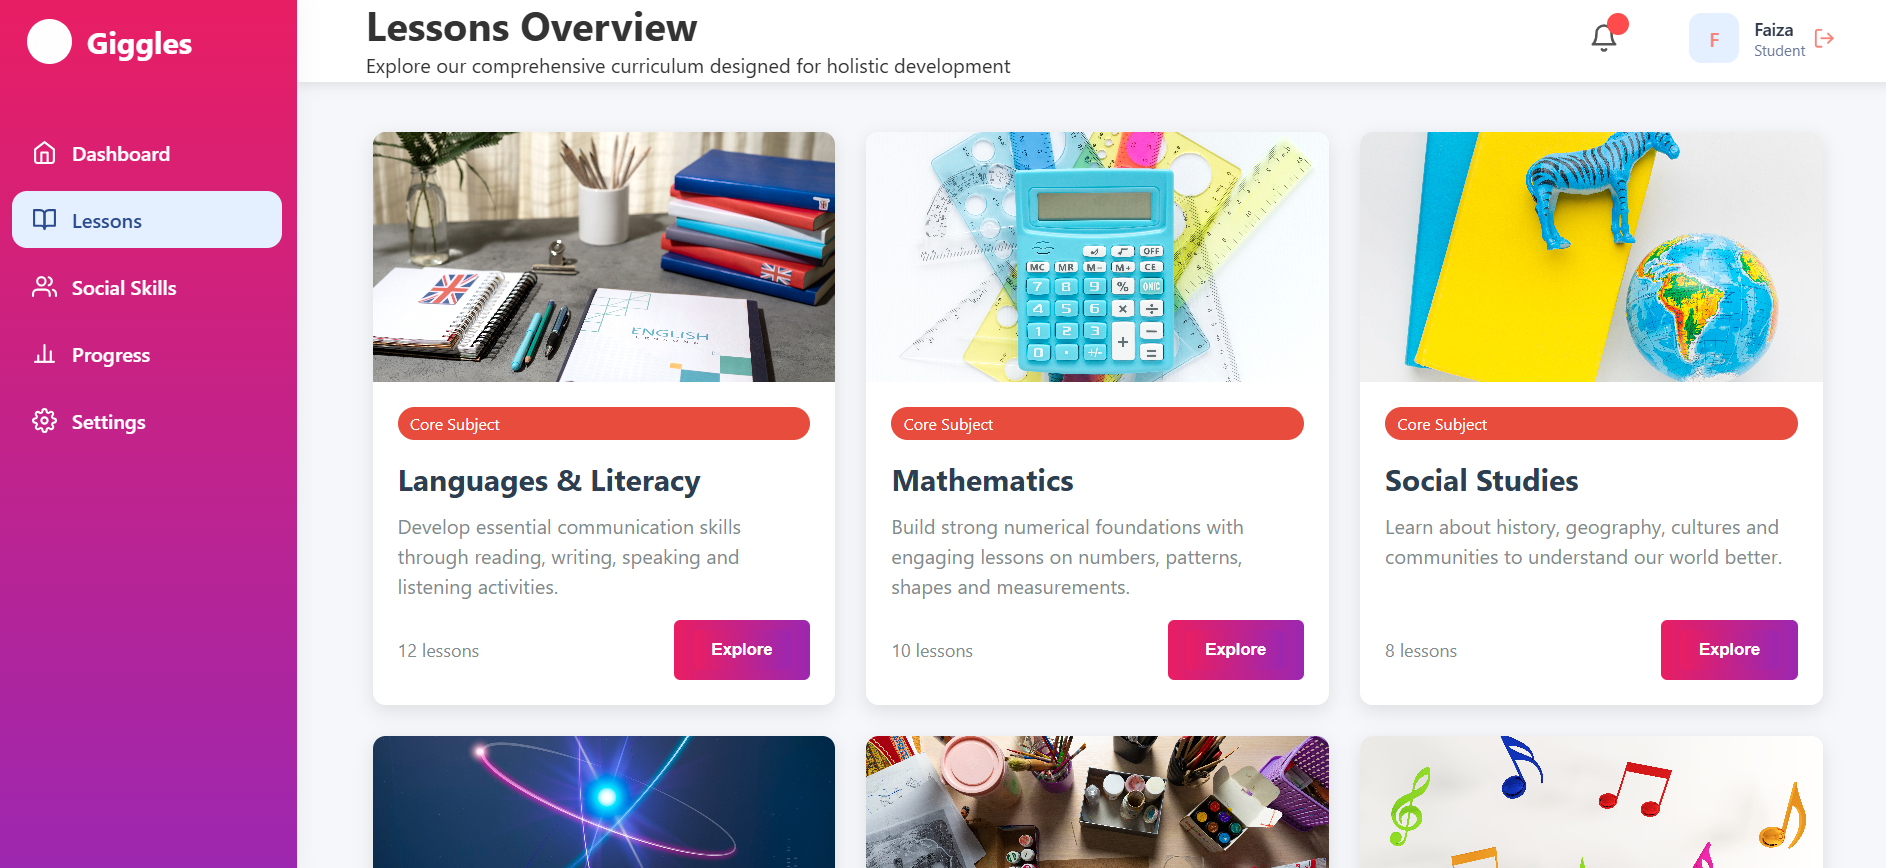 Giggles
Dashboard
Lessons
Social Skills
Progress
Settings
Lessons Overview
Explore our comprehensive curriculum designed for holistic development
F
Faiza
Student
ENGLISH
OFF
MC MR M− M+ CE
7 8 9 %
4 5 6 × ÷
1 2 3 + −
0 · +/− =
Core Subject
Languages & Literacy
Develop essential communication skills
through reading, writing, speaking and
listening activities.
12 lessons
Explore
Core Subject
Mathematics
Build strong numerical foundations with
engaging lessons on numbers, patterns,
shapes and measurements.
10 lessons
Explore
Core Subject
Social Studies
Learn about history, geography, cultures and
communities to understand our world better.
8 lessons
Explore